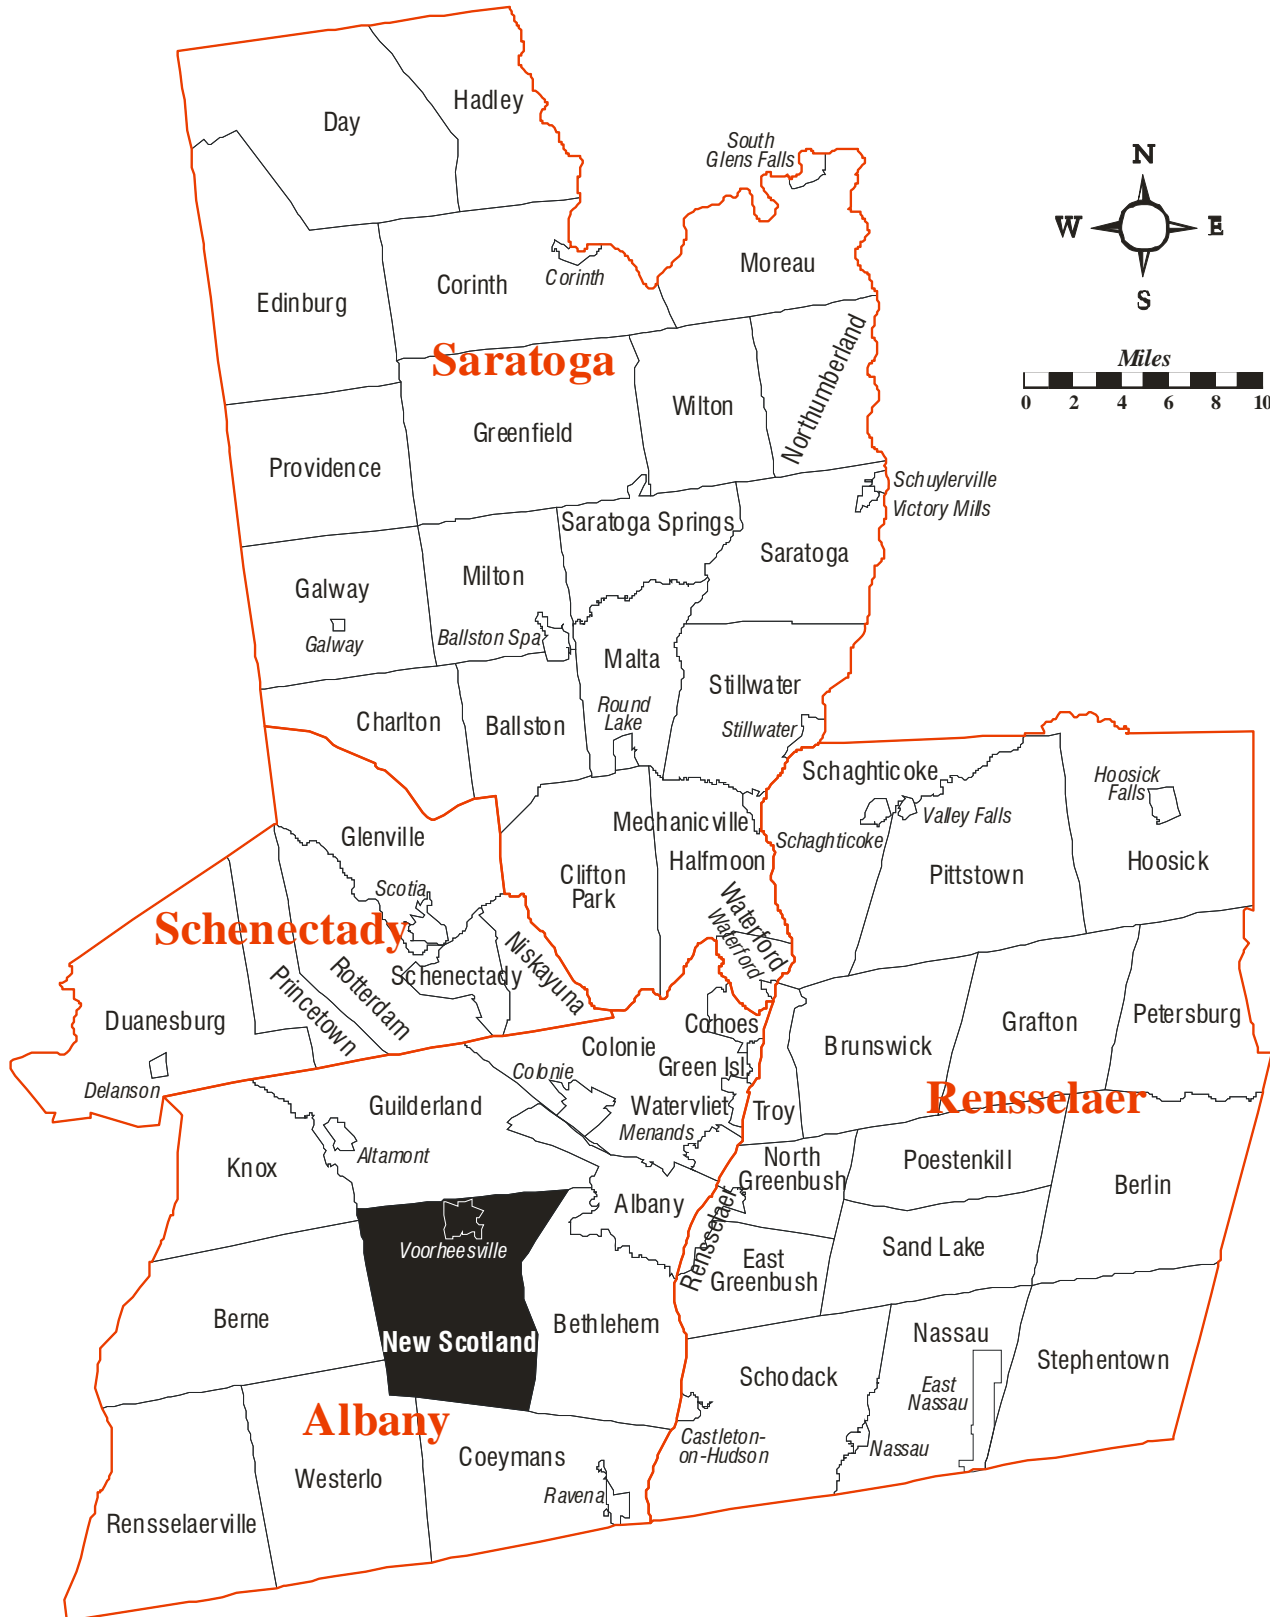 Hadley
Day
South
Glens Falls
N
W
E
S
Moreau
Corinth
Corinth
Edinburg
Miles
0 2 4 6 8 10
Northumberland
Saratoga
Wilton
Greenfield
Providence
Schuylerville
Victory Mills
Saratoga Springs
Saratoga
Milton
Galway
Galway
Ballston Spa
Malta
Stillwater
Round
Lake
Stillwater
Charlton
Ballston
Schaghticoke
Hoosick
Falls
Valley Falls
Schaghticoke
Mechanicville
Glenville
Halfmoon
Hoosick
Pittstown
Clifton
Park
Scotia
Waterford
Waterford
Schenectady
Niskayuna
Schenectady
Rotterdam
Princetown
Duanesburg
Delanson
Cohoes
Colonie
Green Isl
Colonie
Watervliet
Menands
Troy
Brunswick
Grafton
Petersburg
Rensselaer
Guilderland
Altamont
Knox
North
Greenbush
Poestenkill
Berlin
Albany
Rensselaer
Voorheesville
East
Greenbush
Sand Lake
Berne
New Scotland
Bethlehem
Nassau
Stephentown
Schodack
East
Nassau
Albany
Castleton-
on-Hudson
Nassau
Coeymans
Westerlo
Ravena
Rensselaerville